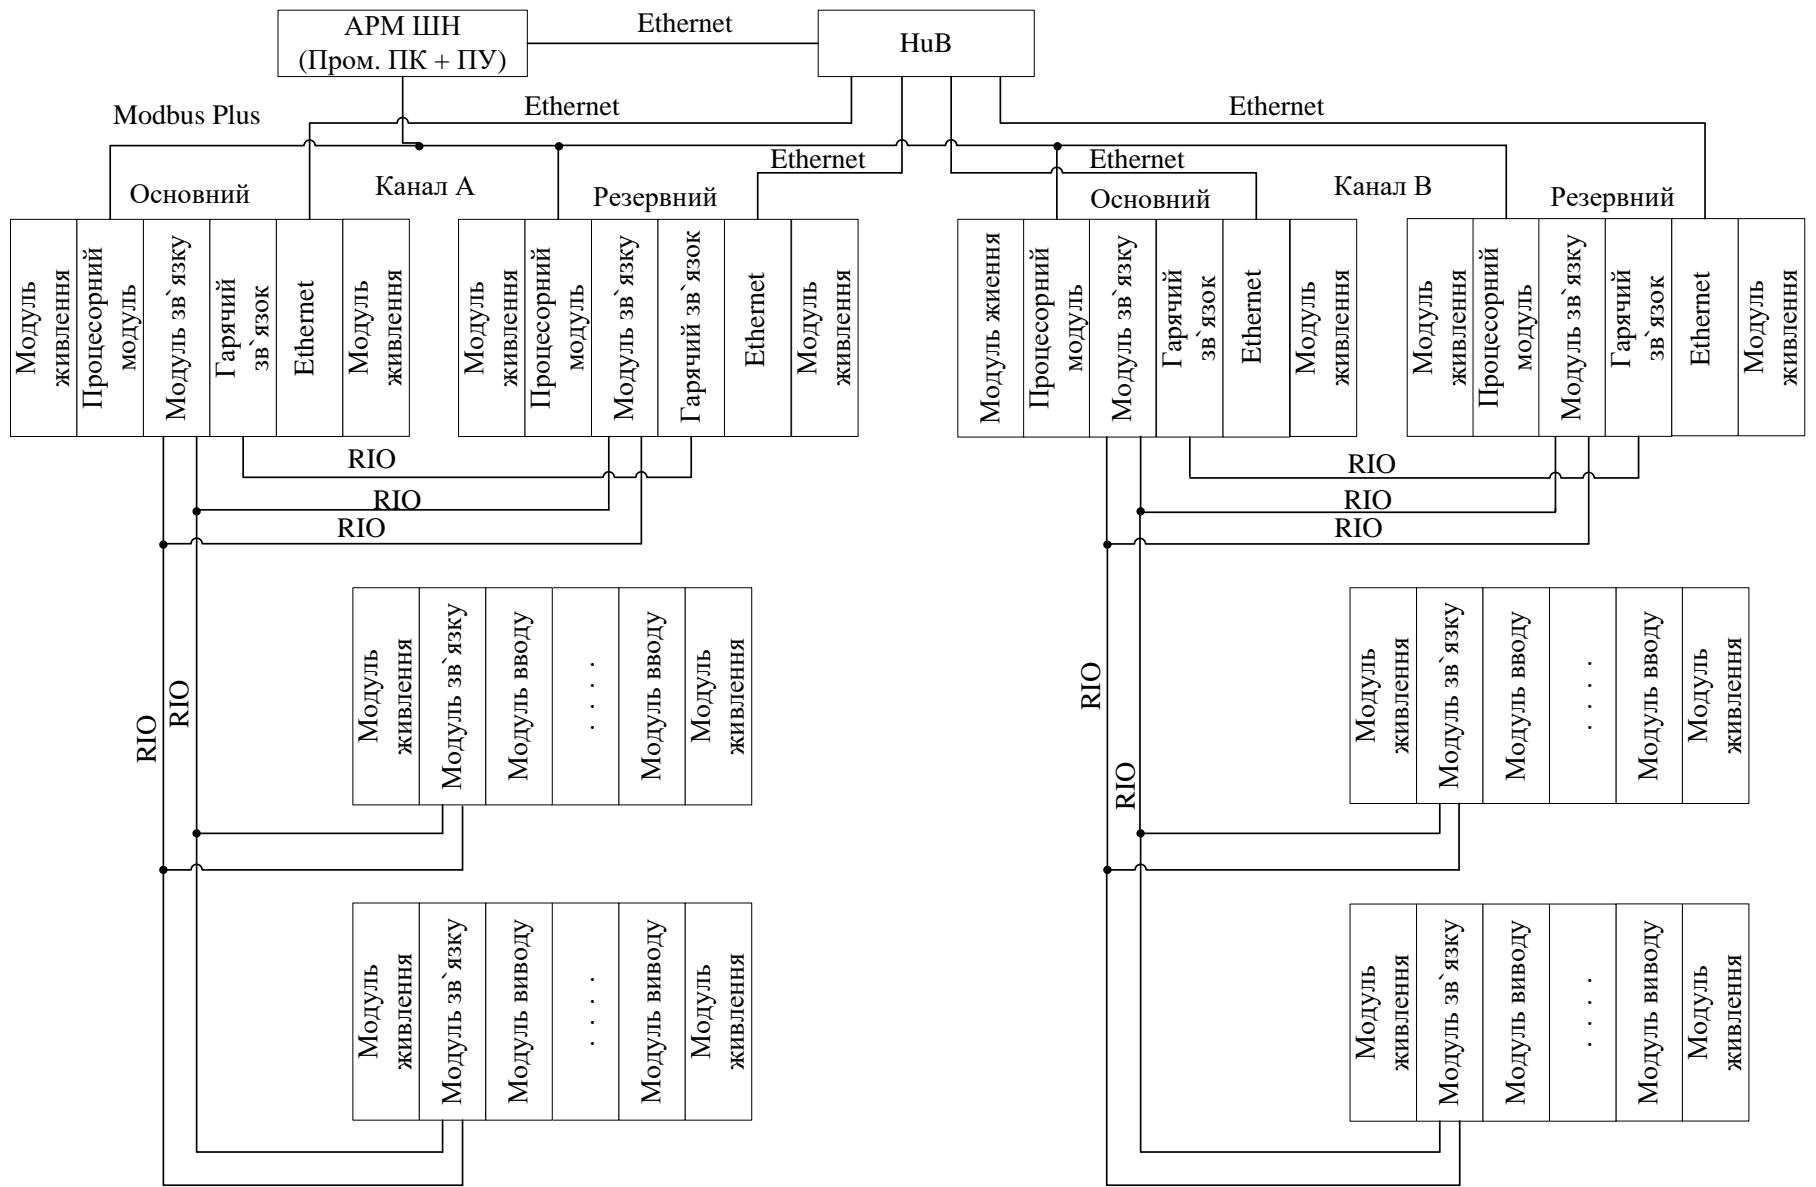 АРМ ШН
(Пром. ПК + ПУ)
Ethernet
HuB
Modbus Plus
Ethernet
Ethernet
Ethernet
Ethernet
Основний
Канал А
Резервний
Основний
Канал В
Резервний
Модуль
живлення
Процесорний
модуль
Модуль зв`язку
Гарячий
зв`язок
Ethernet
Модуль
живлення
Модуль
живлення
Процесорний
модуль
Модуль зв`язку
Гарячий зв`язок
Ethernet
Модуль
живлення
Модуль жиення
Процесорний
модуль
Модуль зв`язку
Гарячий
зв`язок
Ethernet
Модуль
живлення
Модуль
живлення
Процесорний
модуль
Модуль зв`язку
Гарячий
зв`язок
Ethernet
Модуль
живлення
RIO
RIO
RIO
RIO
RIO
RIO
RIO
RIO
Модуль
живлення
Модуль зв`язку
Модуль вводу
. . . . .
Модуль вводу
Модуль
живлення
RIO
RIO
Модуль
живлення
Модуль зв`язку
Модуль вводу
. . . . .
Модуль вводу
Модуль
живлення
Модуль
живлення
Модуль зв`язку
Модуль виводу
. . . . .
Модуль виводу
Модуль
живлення
Модуль
живлення
Модуль зв`язку
Модуль виводу
. . . . .
Модуль виводу
Модуль
живлення